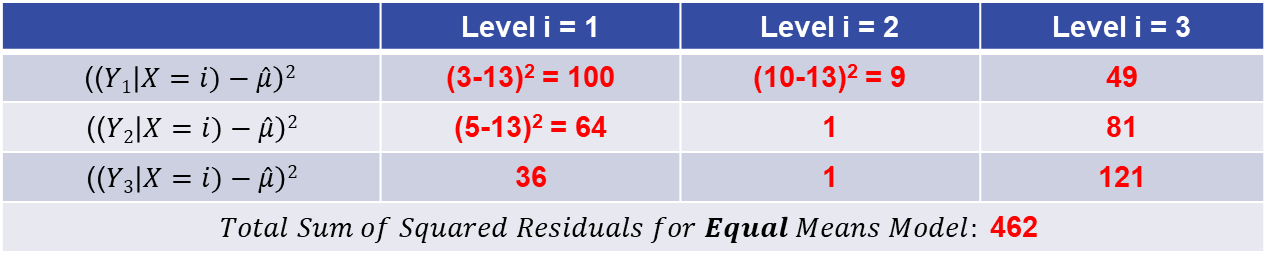 Level i = 1 Level i = 2 Level i = 3
((Y₁|X = i) − μ̂)² (3-13)² = 100 (10-13)² = 9 49
((Y₂|X = i) − μ̂)² (5-13)² = 64 1 81
((Y₃|X = i) − μ̂)² 36 1 121
Total Sum of Squared Residuals for Equal Means Model: 462